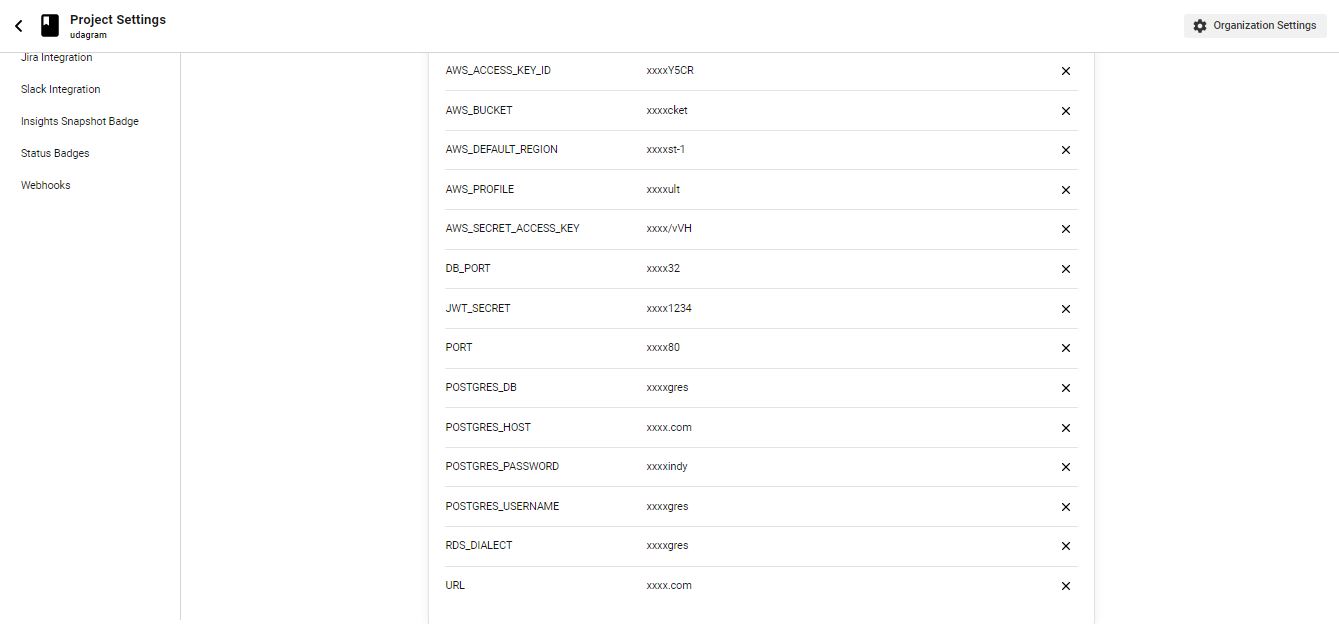 Project Settings
udagram
Organization Settings
Jira Integration
Slack Integration
Insights Snapshot Badge
Status Badges
Webhooks
AWS_ACCESS_KEY_ID xxxxY5CR
AWS_BUCKET xxxxcket
AWS_DEFAULT_REGION xxxxst-1
AWS_PROFILE xxxxult
AWS_SECRET_ACCESS_KEY xxxx/vVH
DB_PORT xxxx32
JWT_SECRET xxxx1234
PORT xxxx80
POSTGRES_DB xxxxgres
POSTGRES_HOST xxxx.com
POSTGRES_PASSWORD xxxxindy
POSTGRES_USERNAME xxxxgres
RDS_DIALECT xxxxgres
URL xxxx.com